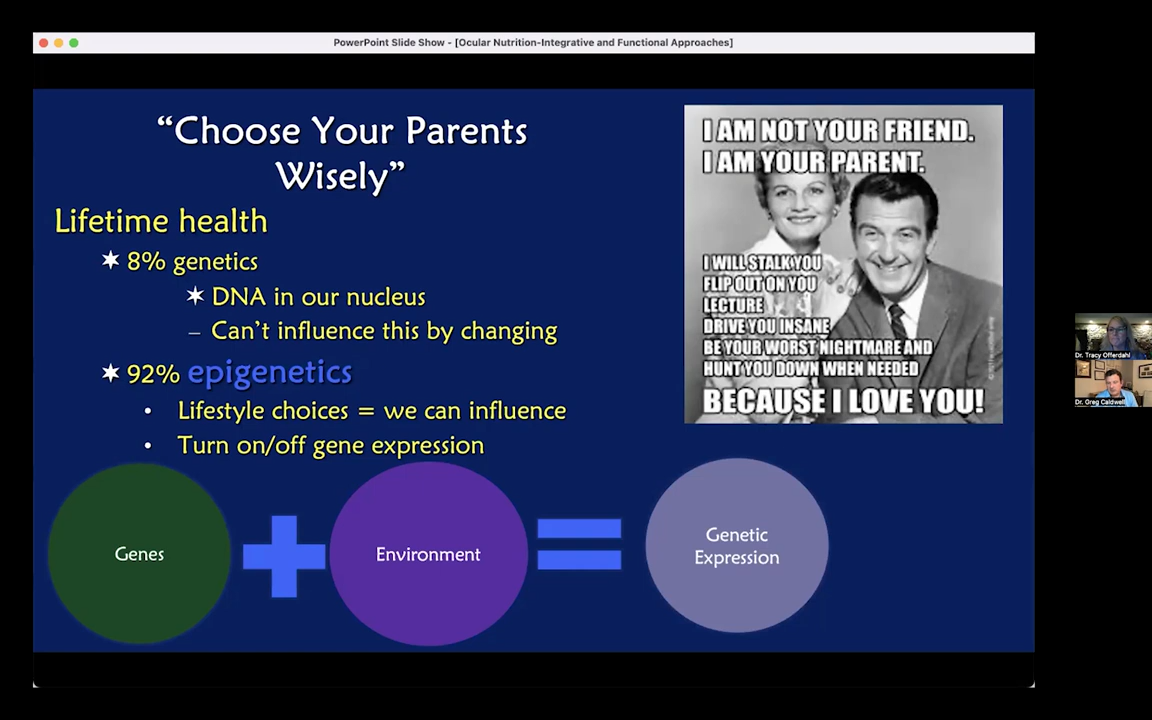 PowerPoint Slide Show - [Ocular Nutrition-Integrative and Functional Approaches]
“Choose Your Parents
Wisely”
Lifetime health
✶ 8% genetics
✶ DNA in our nucleus
– Can’t influence this by changing
✶ 92% epigenetics
• Lifestyle choices = we can influence
• Turn on/off gene expression
I AM NOT YOUR FRIEND.
I AM YOUR PARENT.
I WILL STALK YOU
FLIP OUT ON YOU
LECTURE
DRIVE YOU INSANE
BE YOUR WORST NIGHTMARE AND
HUNT YOU DOWN WHEN NEEDED
BECAUSE I LOVE YOU!
Genes
Environment
Genetic
Expression
Dr. Tracy Offerdahl
Dr. Greg Caldwell